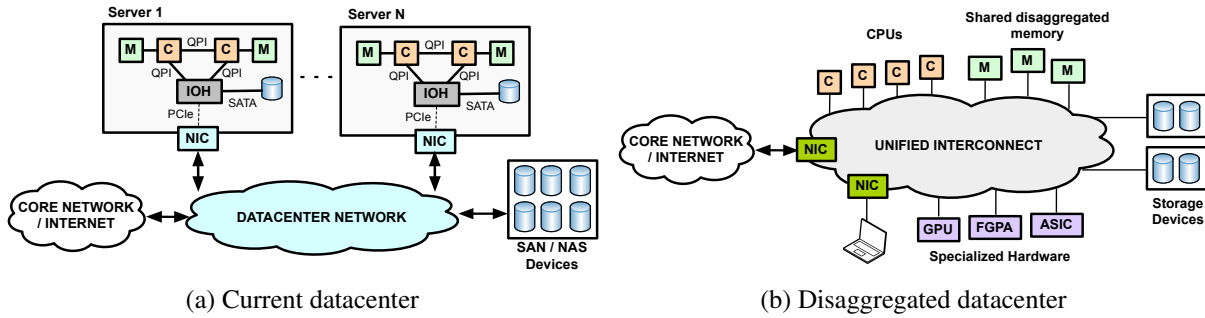 Server 1
M
C
QPI
C
M
QPI
QPI
IOH
SATA
PCIe
NIC
Server N
M
C
QPI
C
M
QPI
QPI
IOH
SATA
PCIe
NIC
CORE NETWORK
/ INTERNET
DATACENTER NETWORK
SAN / NAS
Devices
(a) Current datacenter
CPUs
C
C
C
C
Shared disaggregated
memory
M
M
M
CORE NETWORK
/ INTERNET
NIC
UNIFIED INTERCONNECT
NIC
GPU
FGPA
ASIC
Specialized Hardware
Storage
Devices
(b) Disaggregated datacenter